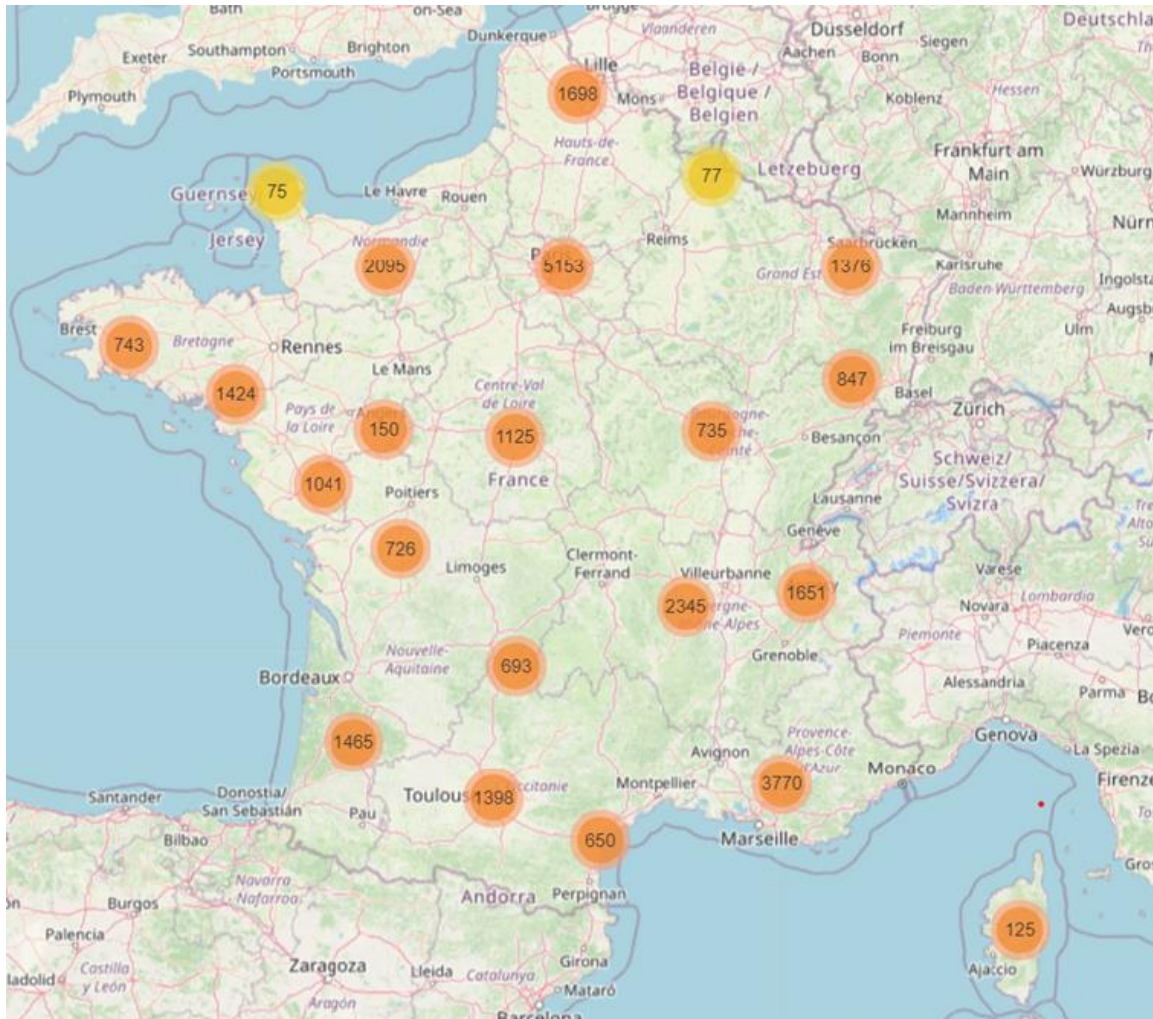 Bath
on-Sea
Brugge
Düsseldorf
Deutschla
Exeter
Southampton
Brighton
Dunkerque
Vlaanderen
Aachen
Bonn
Siegen
Portsmouth
Lille
België /
Belgique /
Belgien
Koblenz
Hessen
Plymouth
1698
Mons
Hauts-de-
France
Frankfurt am
Main
Würzburg
Guernsey
75
Le Havre
Rouen
77
Letzebuerg
Mannheim
Nürn
Jersey
Normandie
2095
5153
Reims
Saarbrücken
Grand Est
1376
Karlsruhe
Baden-Württemberg
Ingolsta
Augsb
Brest
743
Bretagne
Rennes
Le Mans
Freiburg
im Breisgau
Ulm
1424
Pays de
la Loire
150
Centre-Val
de Loire
1125
France
735
847
Basel
Besançon
Zürich
Schweiz/
Suisse/Svizzera/
Svizra
1041
Poitiers
Lausanne
726
Limoges
Clermont-
Ferrand
Villeurbanne
Genève
2345
1651
Varese
Lombardia
Novara
Piemonte
Piacenza
Grenoble
693
Nouvelle-
Aquitaine
Bordeaux
Alessandria
Parma
1465
Avignon
Provence-
Alpes-Côte
d'Azur
Genova
La Spezia
Monaco
Firenze
Santander
Donostia/
San Sebastián
Pau
1398
Montpellier
3770
Marseille
Bilbao
650
Andorra
Perpignan
Navarra
- Nafarroa
Burgos
Palencia
125
Ajaccio
Castilla
y León
Zaragoza
Lleida
Catalunya
Girona
Aragón
Mataró
Barcelona